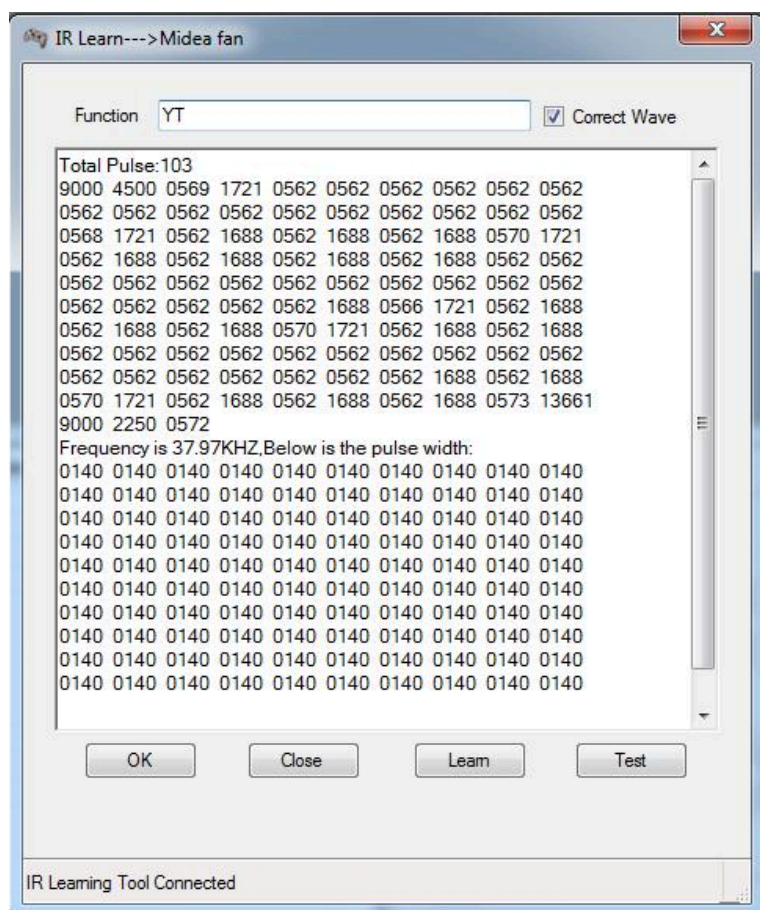 IR Learn--->Midea fan
Function YT Correct Wave
Total Pulse:103
9000 4500 0569 1721 0562 0562 0562 0562 0562 0562
0562 0562 0562 0562 0562 0562 0562 0562 0562 0562
0568 1721 0562 1688 0562 1688 0562 1688 0570 1721
0562 1688 0562 1688 0562 1688 0562 1688 0562 0562
0562 0562 0562 0562 0562 0562 0562 0562 0562 0562
0562 0562 0562 0562 0562 1688 0566 1721 0562 1688
0562 1688 0562 1688 0570 1721 0562 1688 0562 1688
0562 0562 0562 0562 0562 0562 0562 0562 0562 0562
0562 0562 0562 0562 0562 0562 0562 1688 0562 1688
0570 1721 0562 1688 0562 1688 0562 1688 0573 13661
9000 2250 0572
Frequency is 37.97KHZ,Below is the pulse width:
0140 0140 0140 0140 0140 0140 0140 0140 0140 0140
0140 0140 0140 0140 0140 0140 0140 0140 0140 0140
0140 0140 0140 0140 0140 0140 0140 0140 0140 0140
0140 0140 0140 0140 0140 0140 0140 0140 0140 0140
0140 0140 0140 0140 0140 0140 0140 0140 0140 0140
0140 0140 0140 0140 0140 0140 0140 0140 0140 0140
0140 0140 0140 0140 0140 0140 0140 0140 0140 0140
0140 0140 0140 0140 0140 0140 0140 0140 0140 0140
0140 0140 0140 0140 0140 0140 0140 0140 0140 0140
0140 0140 0140 0140 0140 0140 0140 0140 0140 0140
OK Close Learn Test
IR Learning Tool Connected